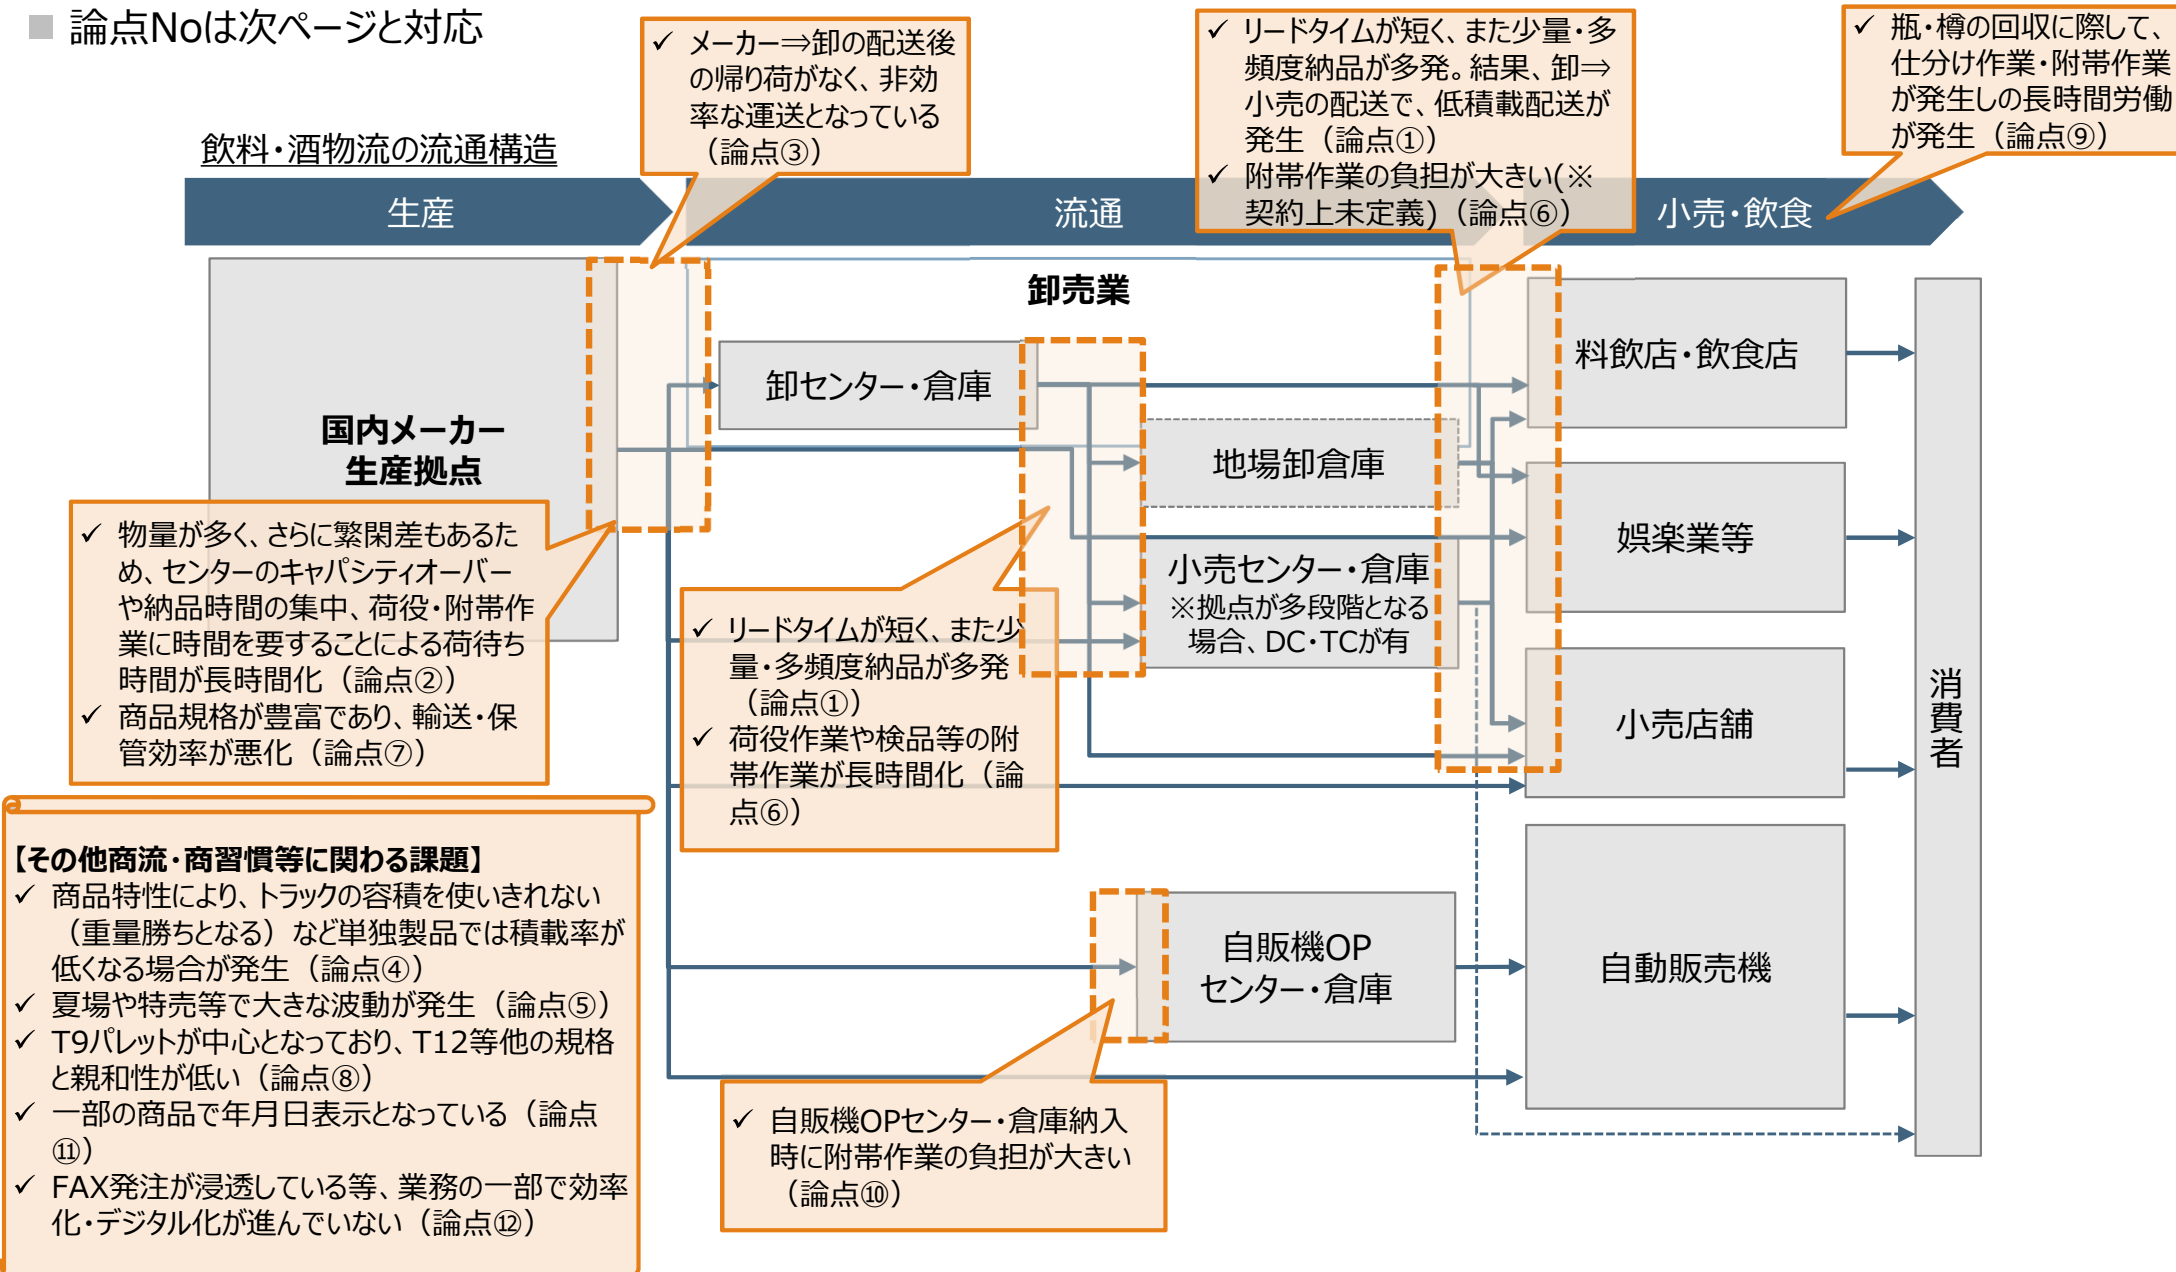 ■ 論点Noは次ページと対応
飲料・酒物流の流通構造
✓ メーカー⇒卸の配送後
の帰り荷がなく、非効
率な運送となっている
（論点③）
✓ リードタイムが短く、また少量・多
頻度納品が多発。結果、卸⇒
小売の配送で、低積載配送が
発生（論点①）
✓ 附帯作業の負担が大きい(※
契約上未定義)（論点⑥）
✓ 瓶・樽の回収に際して、
仕分け作業・附帯作業
が発生しの長時間労働
が発生（論点⑨）
生産
流通
小売・飲食
国内メーカー
生産拠点
卸売業
卸センター・倉庫
地場卸倉庫
小売センター・倉庫
※拠点が多段階となる
場合、DC・TCが有
料飲店・飲食店
娯楽業等
小売店舗
消費者
✓ 物量が多く、さらに繁閑差もあるた
め、センターのキャパシティオーバー
や納品時間の集中、荷役・附帯作
業に時間を要することによる荷待ち
時間が長時間化（論点②）
✓ 商品規格が豊富であり、輸送・保
管効率が悪化（論点⑦）
✓ リードタイムが短く、また少
量・多頻度納品が多発
（論点①）
✓ 荷役作業や検品等の附
帯作業が長時間化（論
点⑥）
自販機OP
センター・倉庫
自動販売機
✓ 自販機OPセンター・倉庫納入
時に附帯作業の負担が大きい
（論点⑩）
【その他商流・商習慣等に関わる課題】
✓ 商品特性により、トラックの容積を使いきれない
（重量勝ちとなる）など単独製品では積載率が
低くなる場合が発生（論点④）
✓ 夏場や特売等で大きな波動が発生（論点⑤）
✓ T9パレットが中心となっており、T12等他の規格
と親和性が低い（論点⑧）
✓ 一部の商品で年月日表示となっている（論点
⑪）
✓ FAX発注が浸透している等、業務の一部で効率
化・デジタル化が進んでいない（論点⑫）